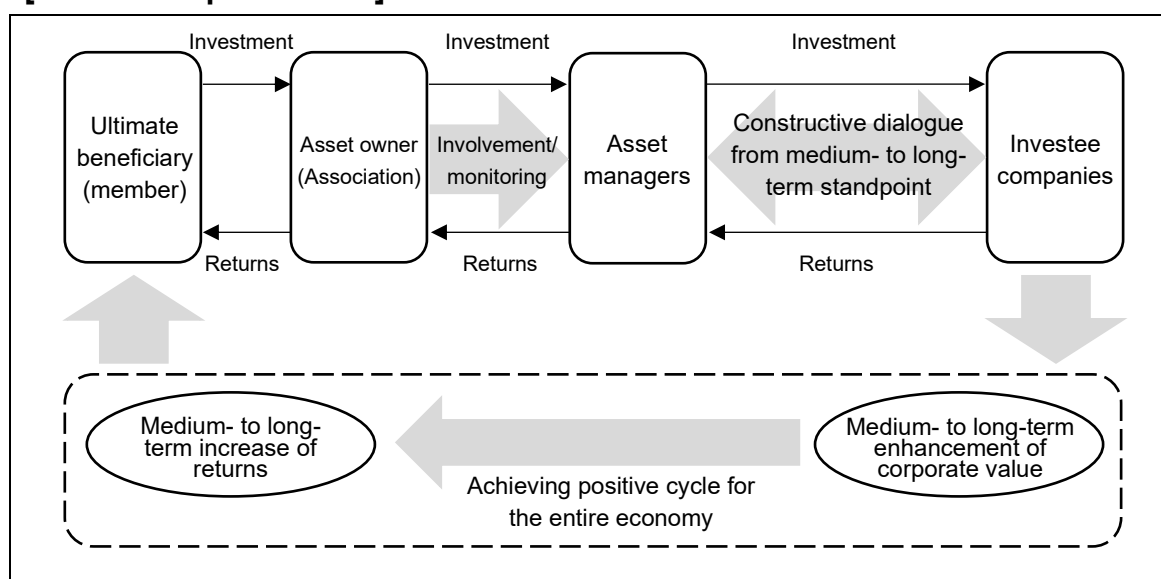 Investment
Investment
Investment
Ultimate
beneficiary
(member)
Asset owner
(Association)
Involvement/
monitoring
Asset
managers
Constructive dialogue
from medium- to long-
term standpoint
Investee
companies
Returns
Returns
Returns
Medium- to long-
term increase of
returns
Medium- to long-term
enhancement of
corporate value
Achieving positive cycle for
the entire economy